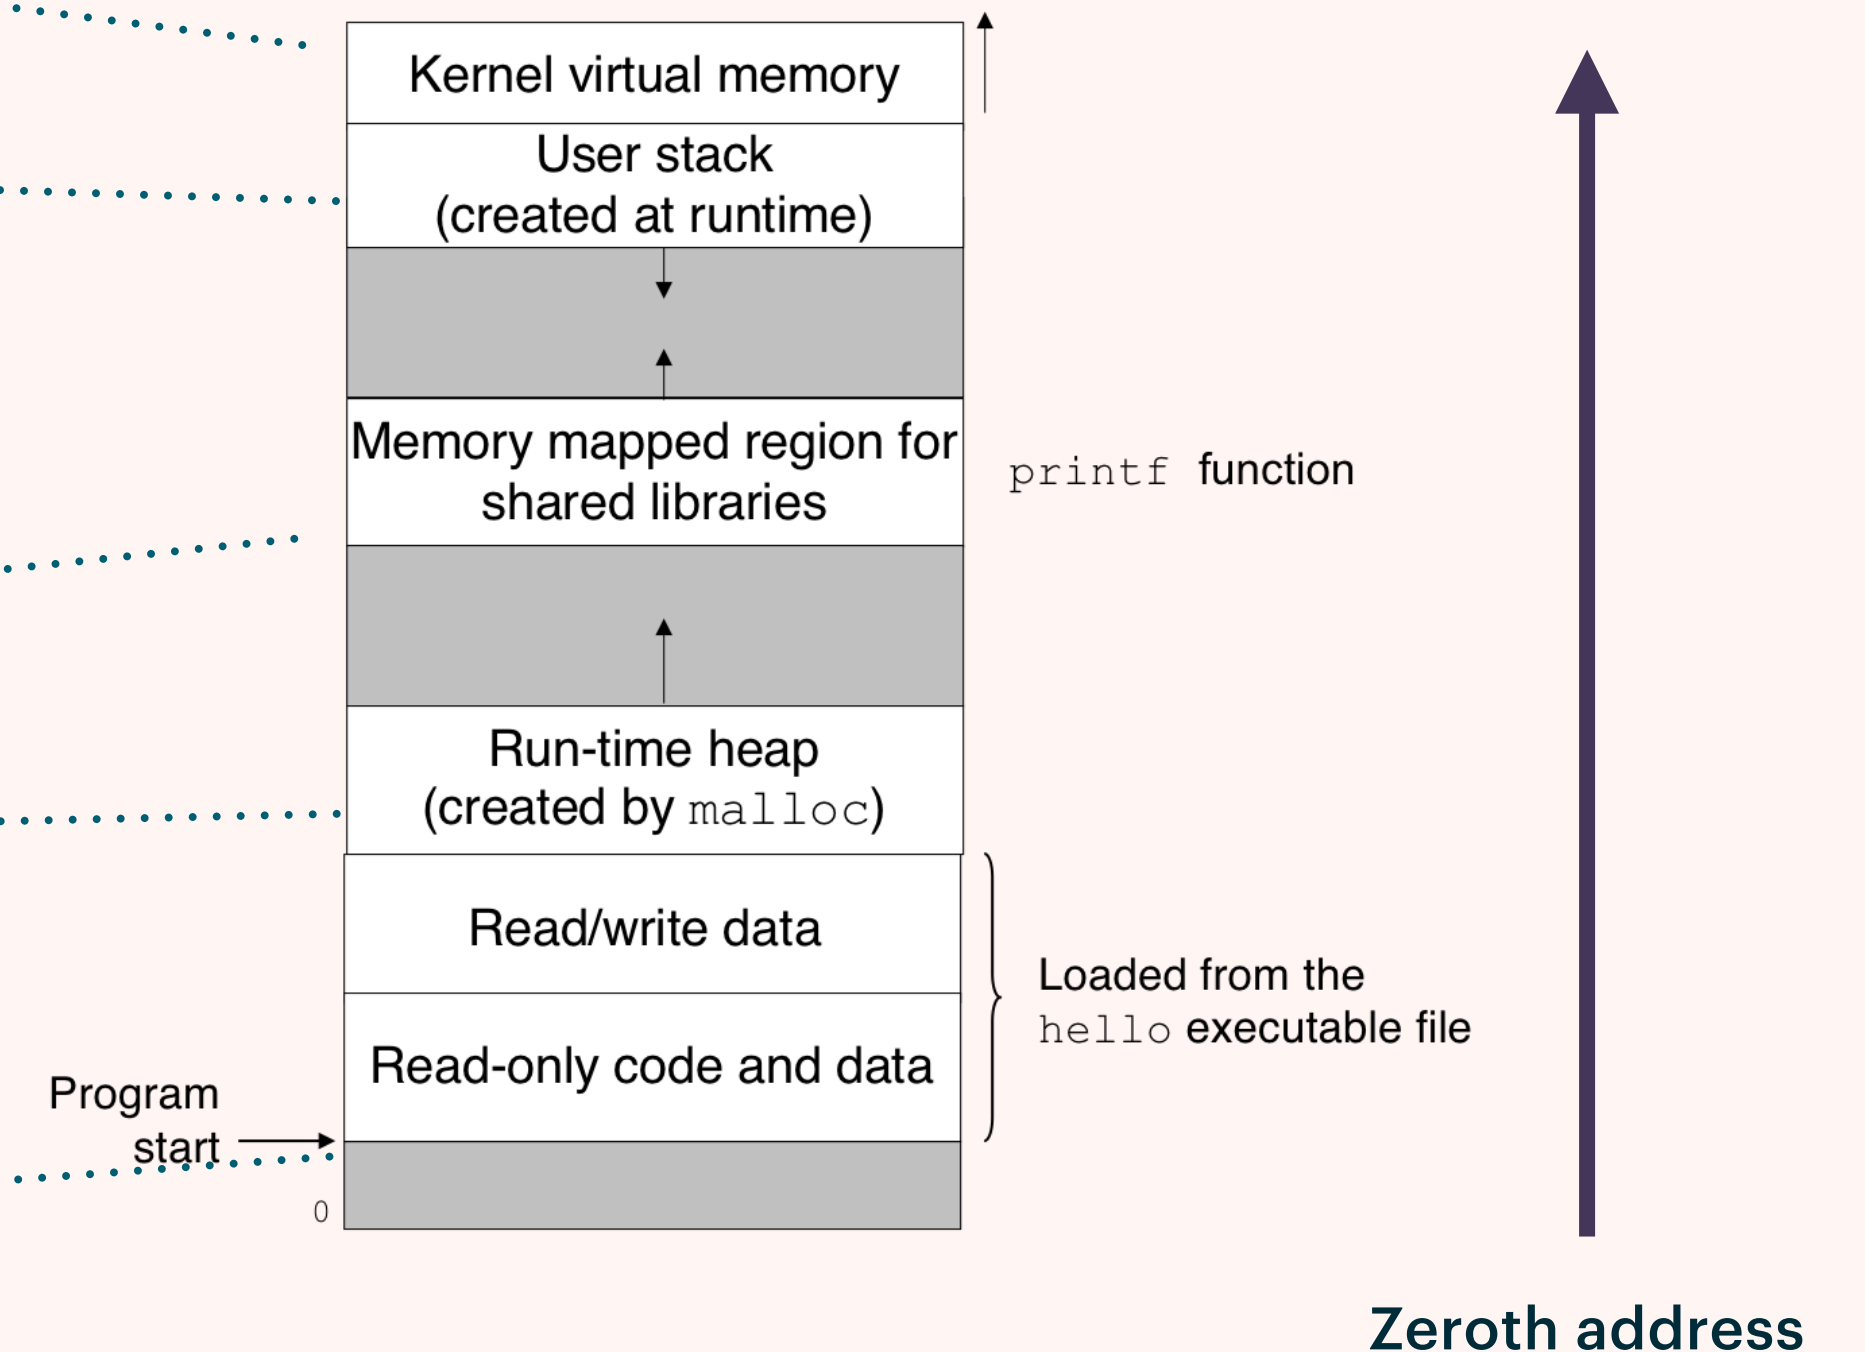 Kernel virtual memory
User stack
(created at runtime)
Memory mapped region for
shared libraries
printf function
Run-time heap
(created by malloc)
Read/write data
Loaded from the
hello executable file
Read-only code and data
Program
start
0
Zeroth address